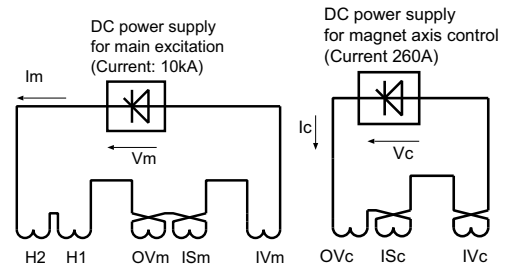 DC power supply
for main excitation
(Current: 10kA)
Im
Vm
H2 H1 OVm ISm IVm
DC power supply
for magnet axis control
(Current 260A)
Ic
Vc
OVc ISc IVc